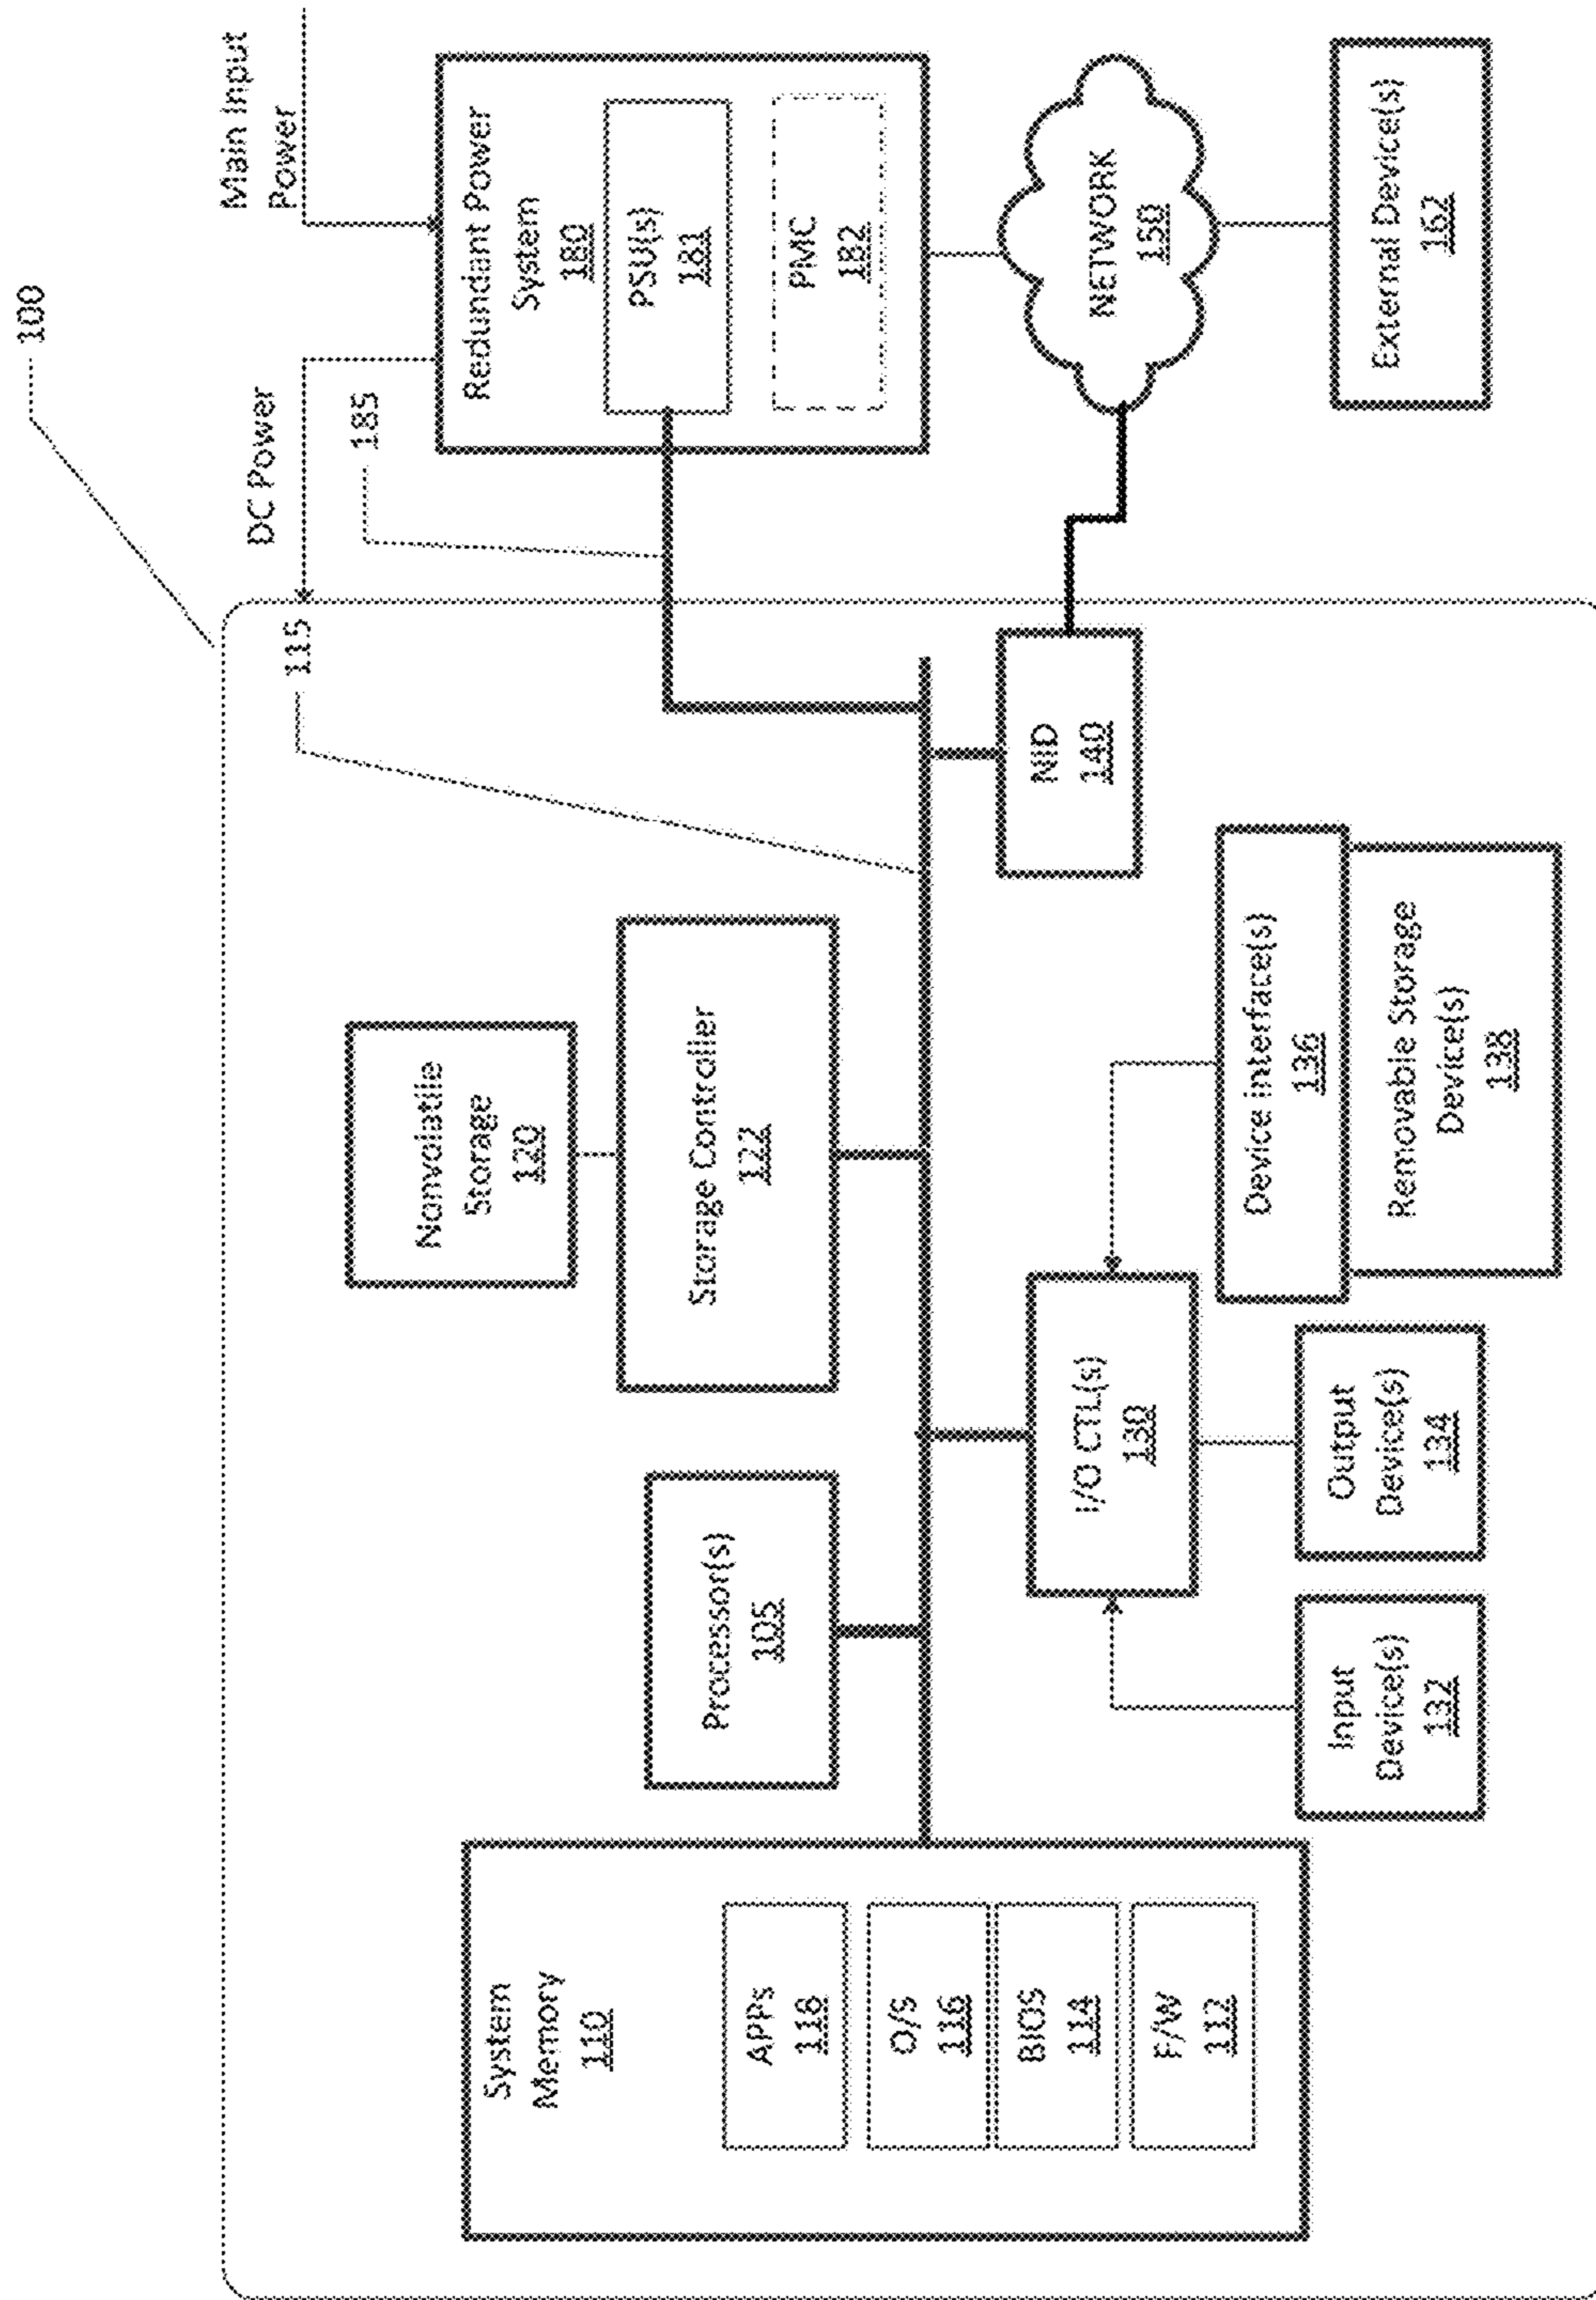 100
DC Power
Main Input
Power
115
185
Redundant Power
System
180
PSU(s)
181
PMC
182
NETWORK
150
External Device(s)
162
Nonvolatile
Storage
120
Storage Controller
122
Processor(s)
105
System
Memory
110
APPs
118
O/S
116
BIOS
114
F/W
112
I/O CTL(s)
130
NID
140
Input
Device(s)
132
Output
Device(s)
134
Device Interface(s)
136
Removable Storage
Device(s)
138